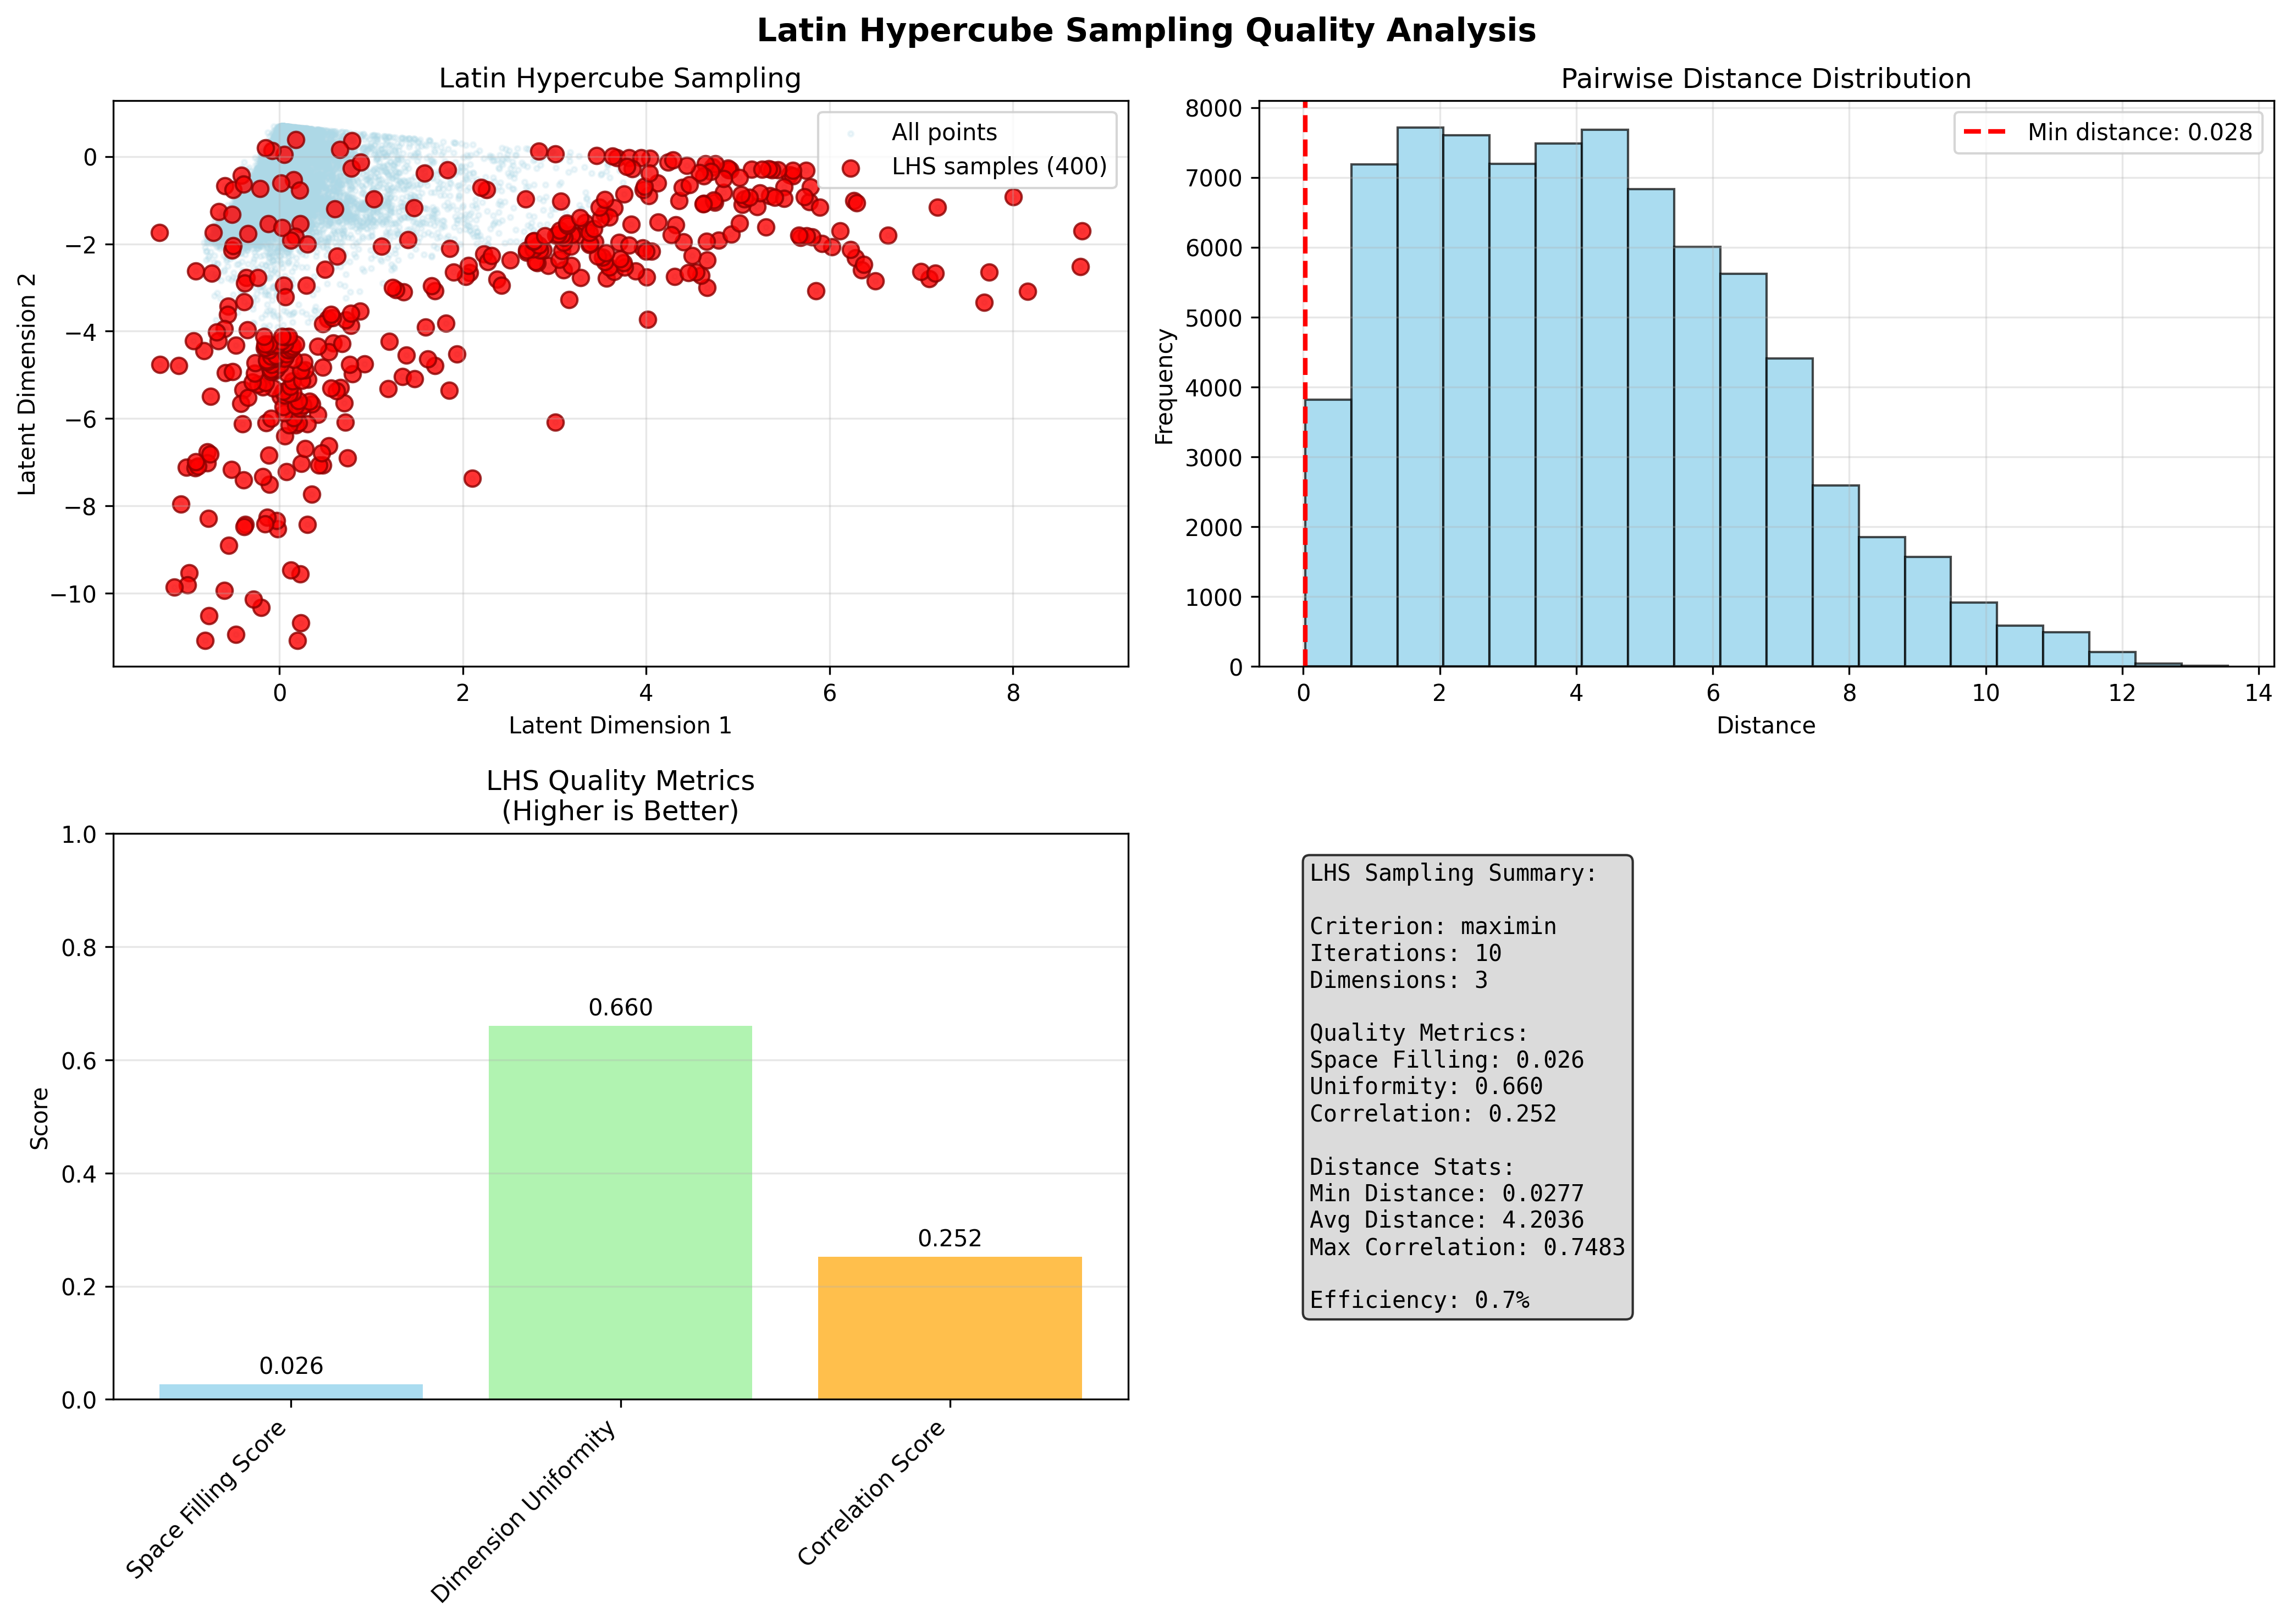 Latin Hypercube Sampling Quality Analysis
Latin Hypercube Sampling
All points
LHS samples (400)
0
−2
−4
−6
−8
−10
Latent Dimension 2
0
2
4
6
8
Latent Dimension 1
Pairwise Distance Distribution
Min distance: 0.028
8000
7000
6000
5000
4000
3000
2000
1000
0
Frequency
0
2
4
6
8
10
12
14
Distance
LHS Quality Metrics
(Higher is Better)
1.0
0.8
0.6
0.4
0.2
0.0
Score
0.026
0.660
0.252
Space Filling Score
Dimension Uniformity
Correlation Score
LHS Sampling Summary:
Criterion: maximin
Iterations: 10
Dimensions: 3
Quality Metrics:
Space Filling: 0.026
Uniformity: 0.660
Correlation: 0.252
Distance Stats:
Min Distance: 0.0277
Avg Distance: 4.2036
Max Correlation: 0.7483
Efficiency: 0.7%